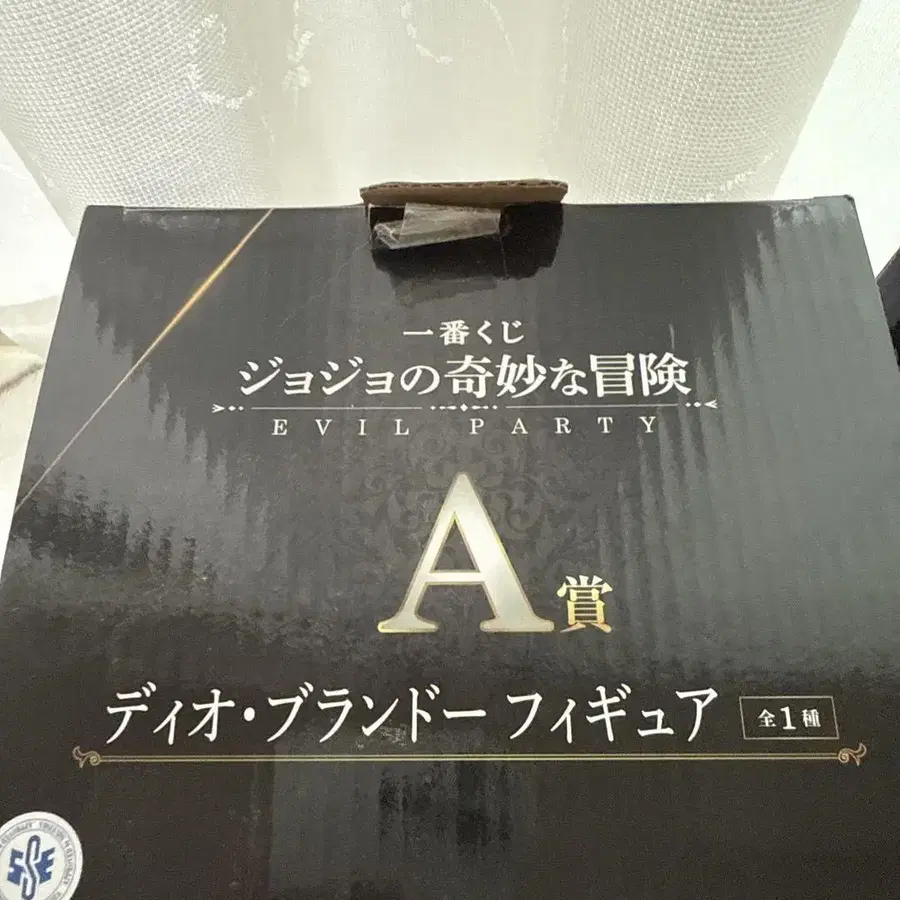 一番くじ
ジョジョの奇妙な冒険
EVIL PARTY
A賞
ディオ・ブランドー フィギュア 全1種